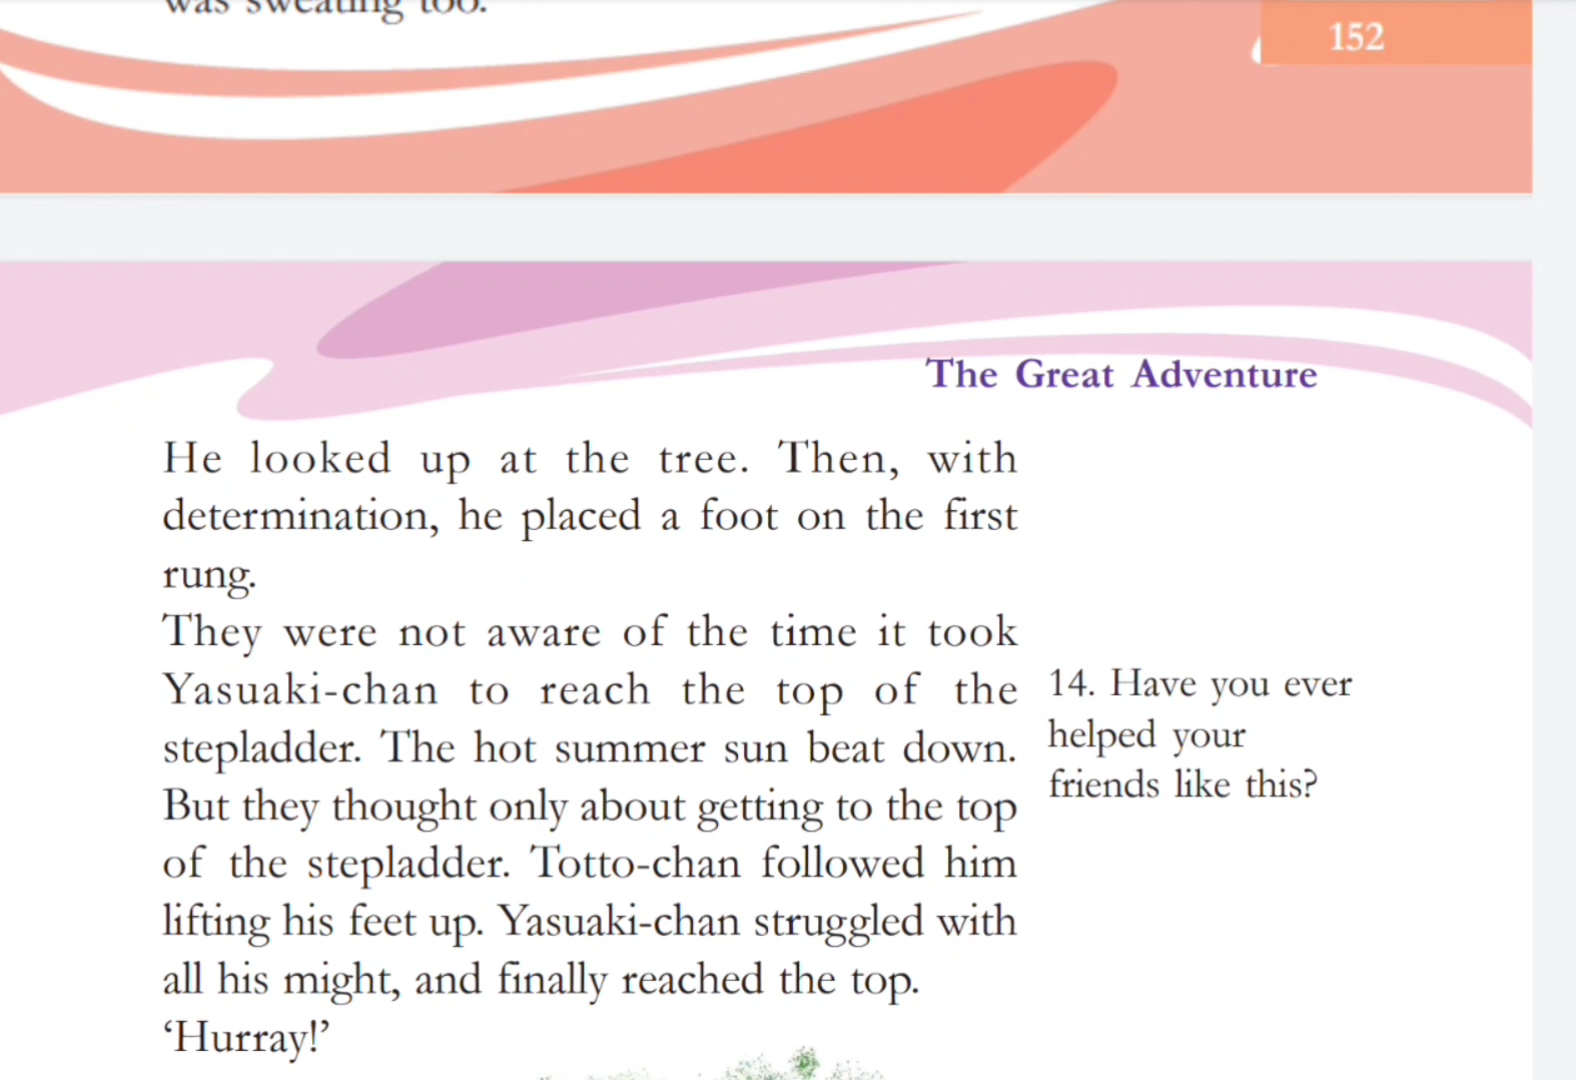 was sweating too.
152
The Great Adventure
He looked up at the tree. Then, with
determination, he placed a foot on the first
rung.
They were not aware of the time it took
Yasuaki-chan to reach the top of the
stepladder. The hot summer sun beat down.
But they thought only about getting to the top
of the stepladder. Totto-chan followed him
lifting his feet up. Yasuaki-chan struggled with
all his might, and finally reached the top.
‘Hurray!’
14. Have you ever
helped your
friends like this?